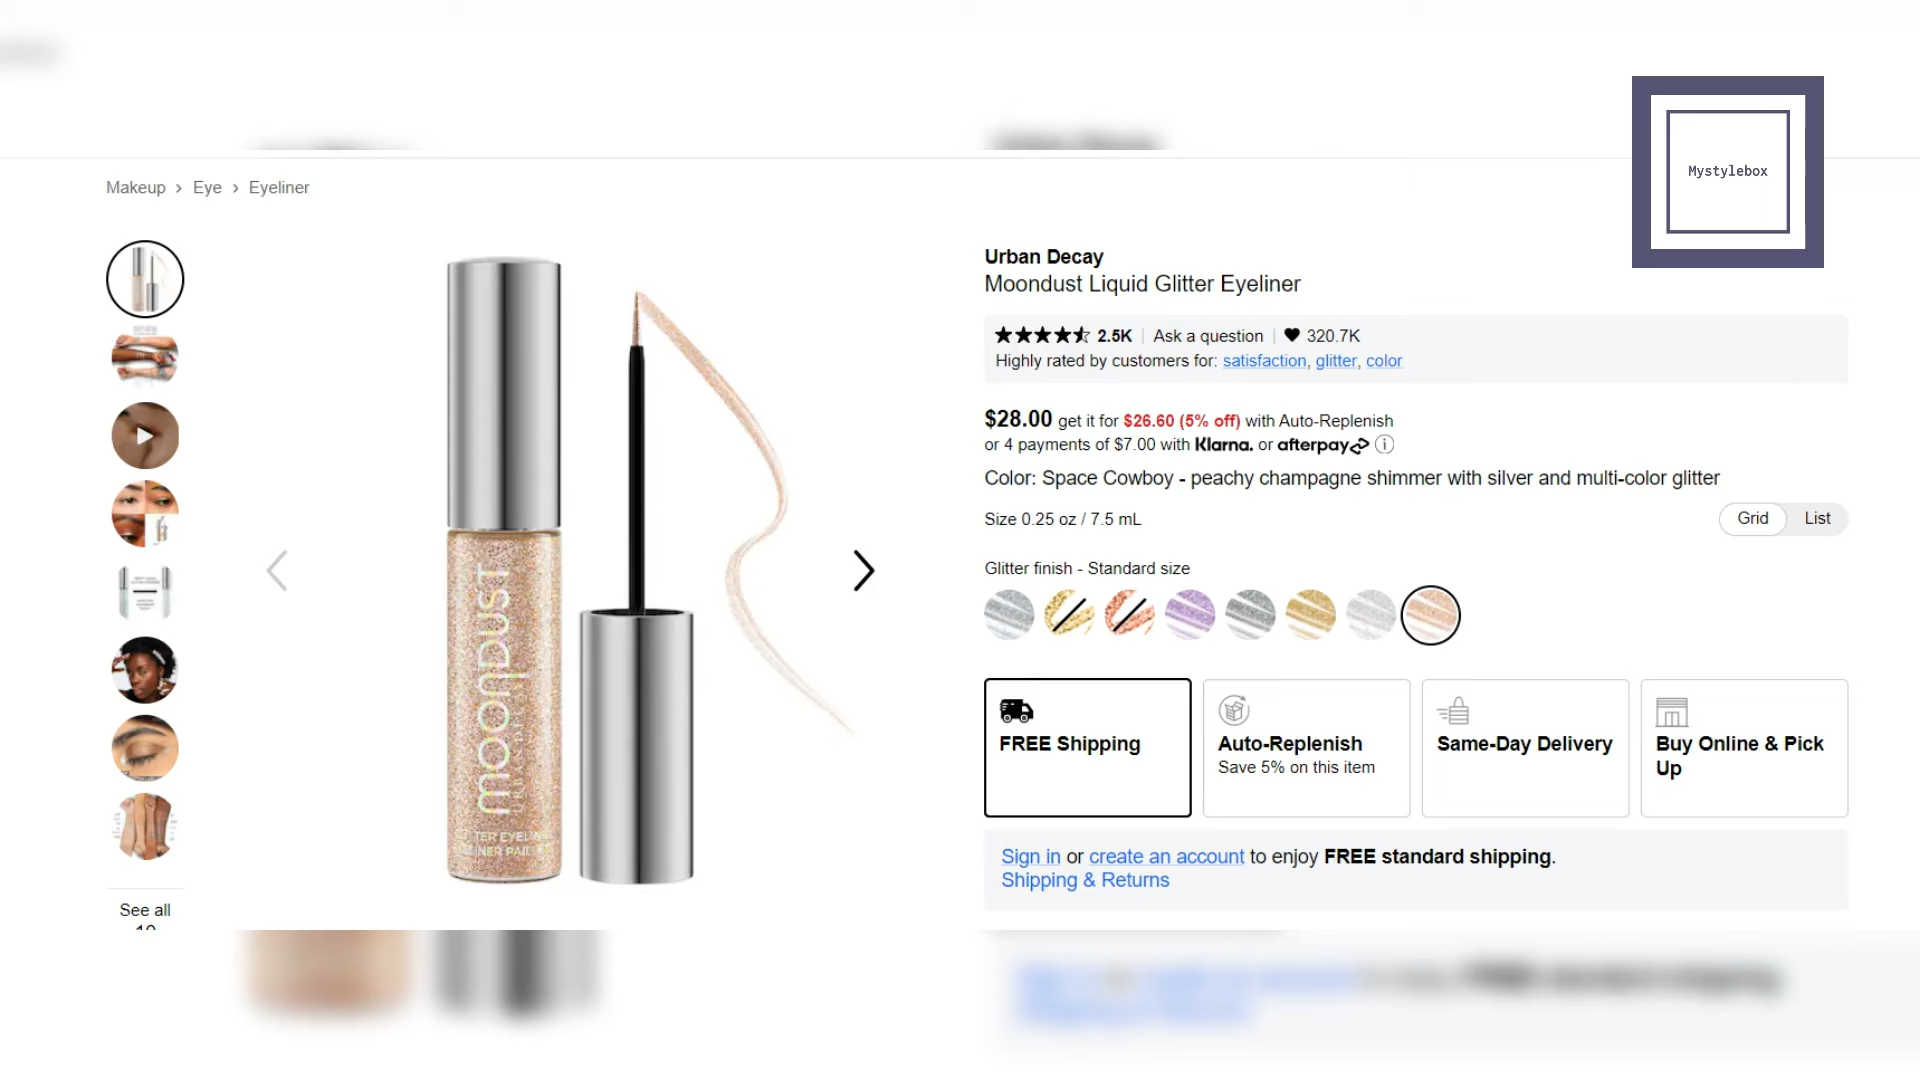 Mystylebox
Makeup > Eye > Eyeliner
Urban Decay
Moondust Liquid Glitter Eyeliner
2.5K | Ask a question | 320.7K
Highly rated by customers for: satisfaction, glitter, color
$28.00 get it for $26.60 (5% off) with Auto-Replenish
or 4 payments of $7.00 with Klarna. or afterpay
Color: Space Cowboy - peachy champagne shimmer with silver and multi-color glitter
Size 0.25 oz / 7.5 mL
Grid List
Glitter finish - Standard size
moonDUST
URBAN DECAY
FREE Shipping
Auto-Replenish
Save 5% on this item
Same-Day Delivery
Buy Online & Pick
Up
Sign in or create an account to enjoy FREE standard shipping.
Shipping & Returns
See all